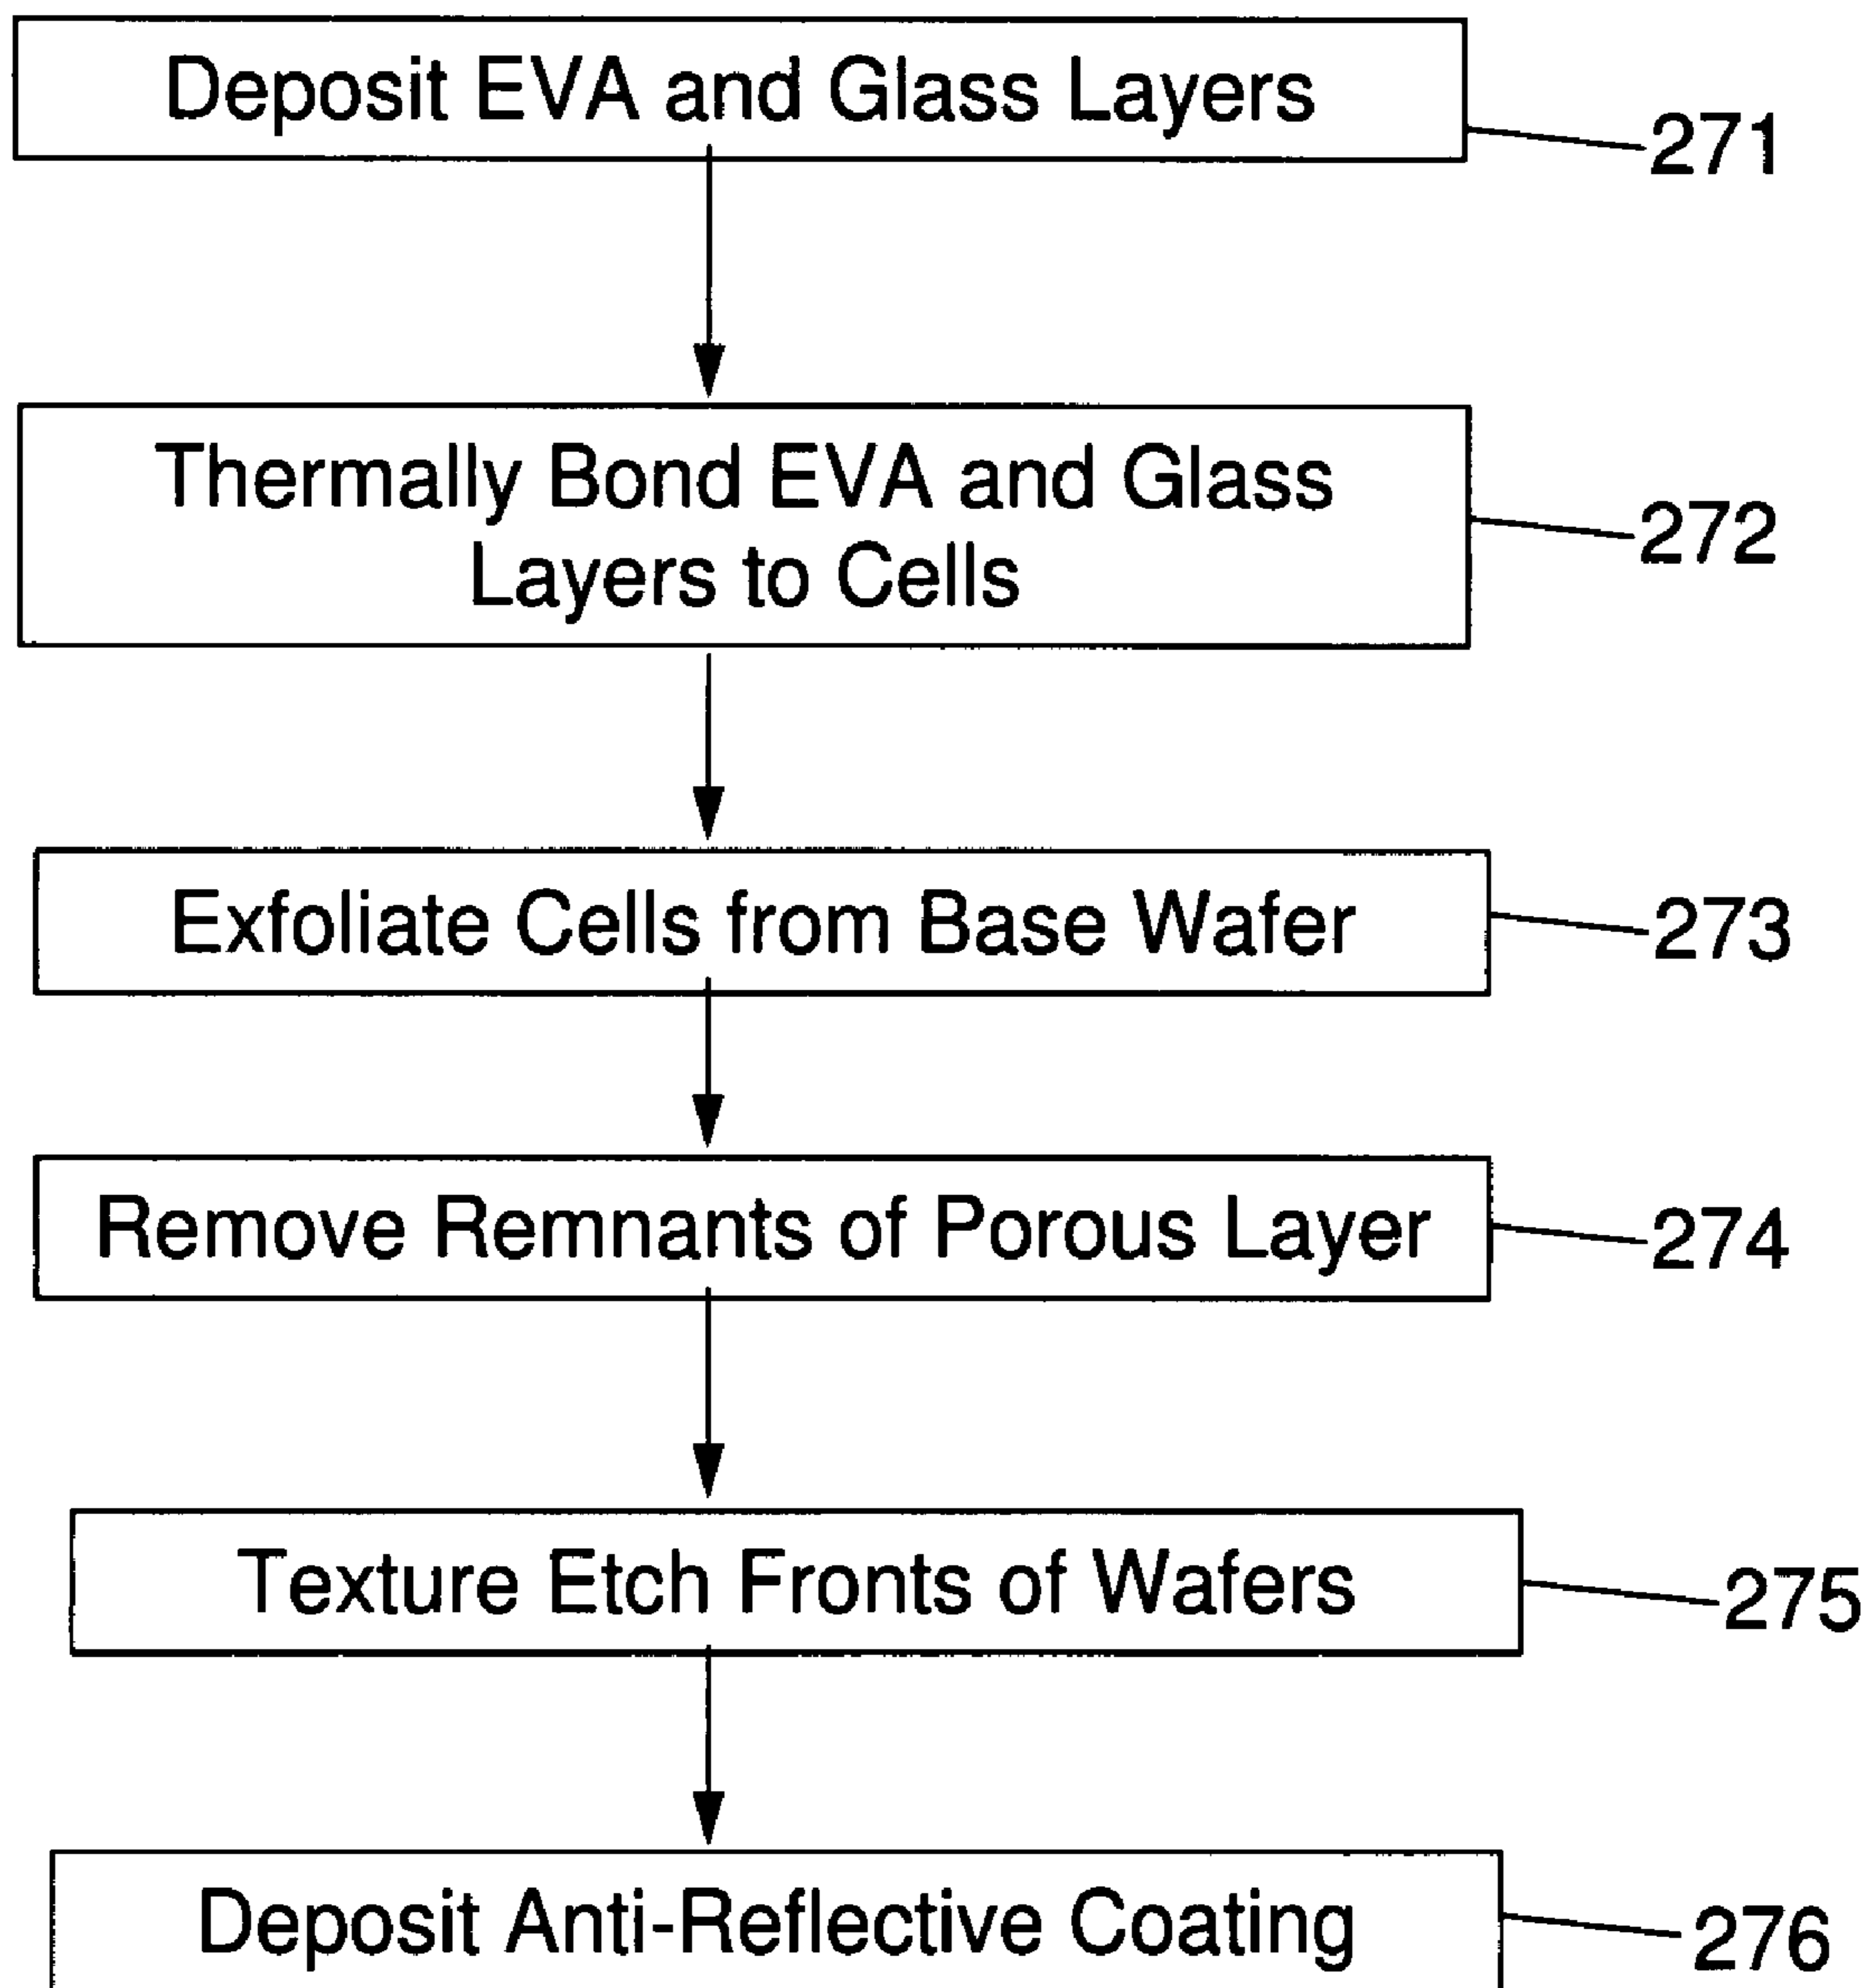 Deposit EVA and Glass Layers
271
Thermally Bond EVA and Glass
Layers to Cells
272
Exfoliate Cells from Base Wafer
273
Remove Remnants of Porous Layer
274
Texture Etch Fronts of Wafers
275
Deposit Anti-Reflective Coating
276